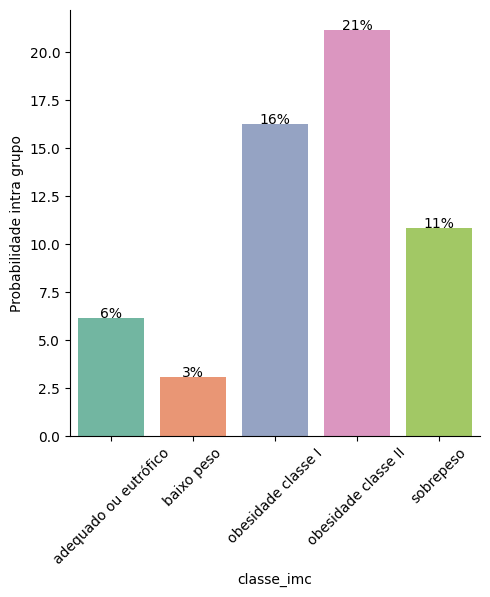 Probabilidade intra grupo
20.0
17.5
15.0
12.5
10.0
7.5
5.0
2.5
0.0
6%
3%
16%
21%
11%
adequado ou eutrófico
baixo peso
obesidade classe I
obesidade classe II
sobrepeso
classe_imc